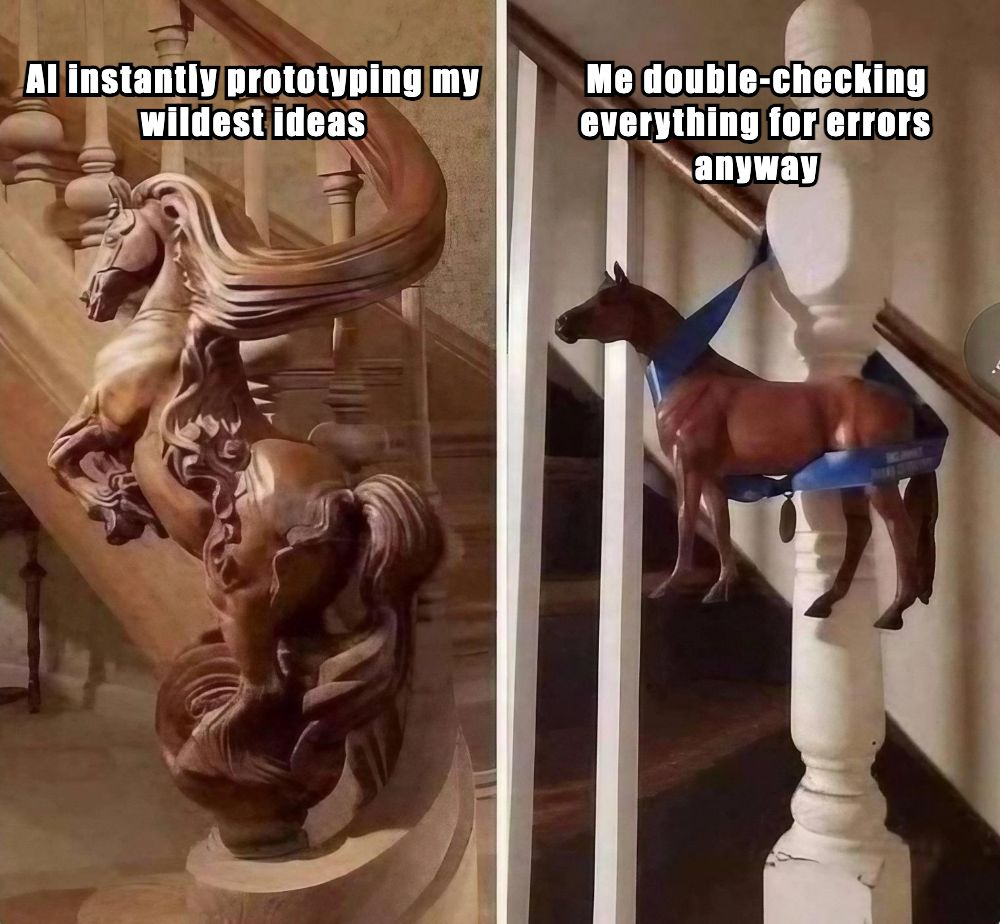 AI instantly prototyping my
wildest ideas
Me double-checking
everything for errors
anyway